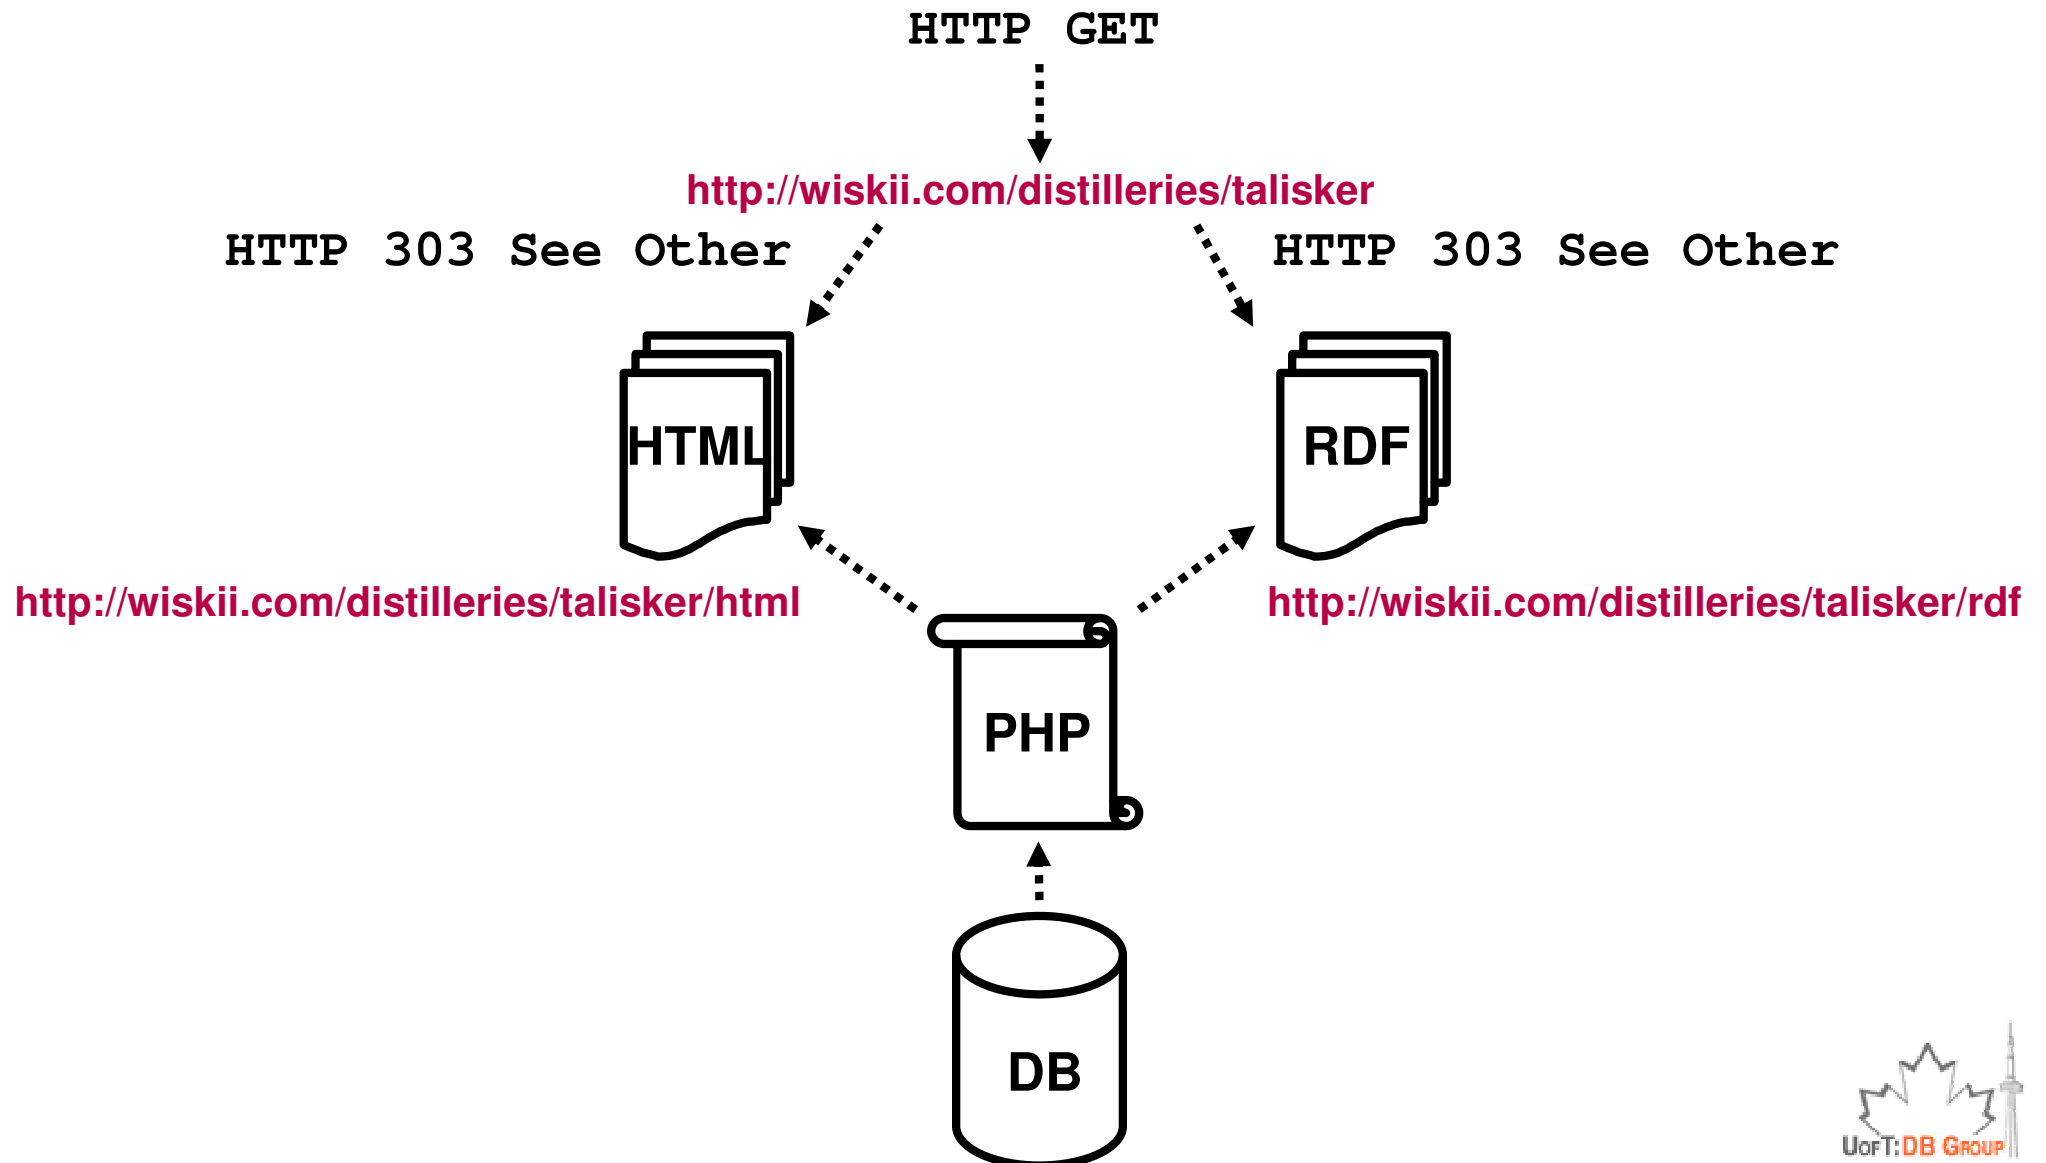 HTTP GET
http://wiskii.com/distilleries/talisker
HTTP 303 See Other
HTTP 303 See Other
HTML
RDF
http://wiskii.com/distilleries/talisker/html
http://wiskii.com/distilleries/talisker/rdf
PHP
DB
UofT:DB Group